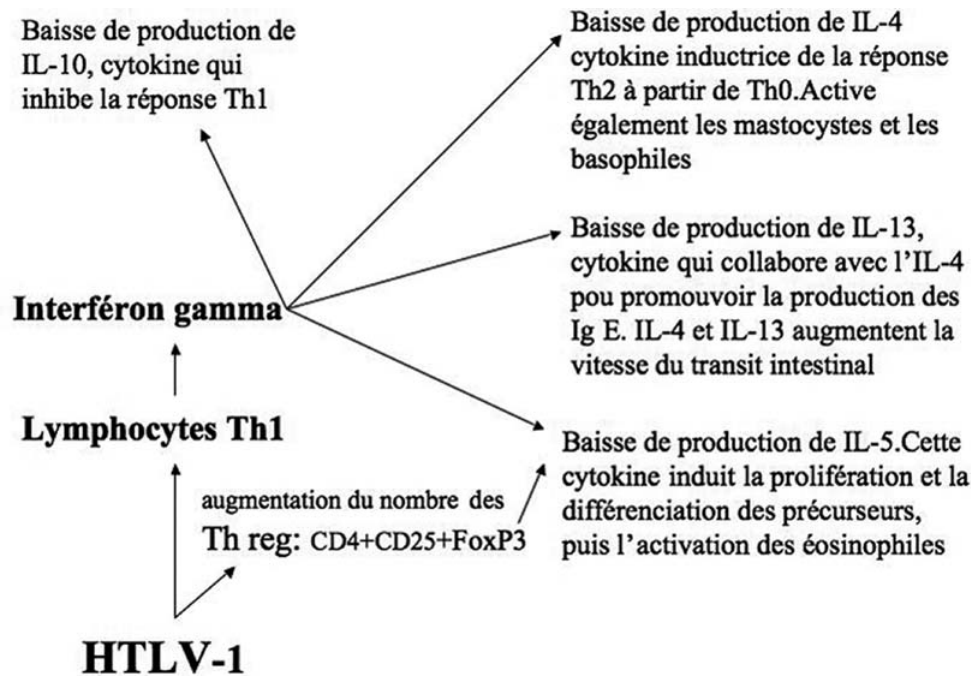 Baisse de production de
IL-10, cytokine qui
inhibe la réponse Th1
Baisse de production de IL-4
cytokine inductrice de la réponse
Th2 à partir de Th0.Active
également les mastocystes et les
basophiles
Baisse de production de IL-13,
cytokine qui collabore avec l’IL-4
pou promouvoir la production des
Ig E. IL-4 et IL-13 augmentent la
vitesse du transit intestinal
Interféron gamma
Lymphocytes Th1
Baisse de production de IL-5.Cette
cytokine induit la prolifération et la
différenciation des précurseurs,
puis l’activation des éosinophiles
augmentation du nombre des
Th reg: CD4+CD25+FoxP3
HTLV-1